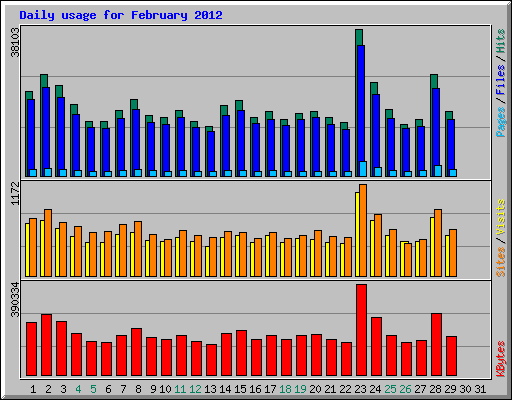 Daily usage for February 2012
38103
Pages / Files / Hits
1172
Sites / Visits
390334
KBytes
1 2 3 4 5 6 7 8 9 10 11 12 13 14 15 16 17 18 19 20 21 22 23 24 25 26 27 28 29 30 31